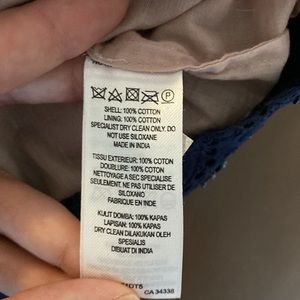 P
SHELL: 100% COTTON
LINING: 100% COTTON
SPECIALIST DRY CLEAN ONLY. DO
NOT USE SILOXANE
MADE IN INDIA
TISSU EXTERIEUR: 100% COTON
DOUBLURE: 100% COTON
NETTOYAGE A SEC SPECIALISTE
SEULEMENT. NE PAS UTILISER DE
SILOXANE
FABRIQUE EN INDE
KULIT DOMBA: 100% KAPAS
LAPISAN: 100% KAPAS
DRY CLEAN DILAKUKAN OLEH
SPESIALIS
DIBUAT DI INDIA
CA 34338